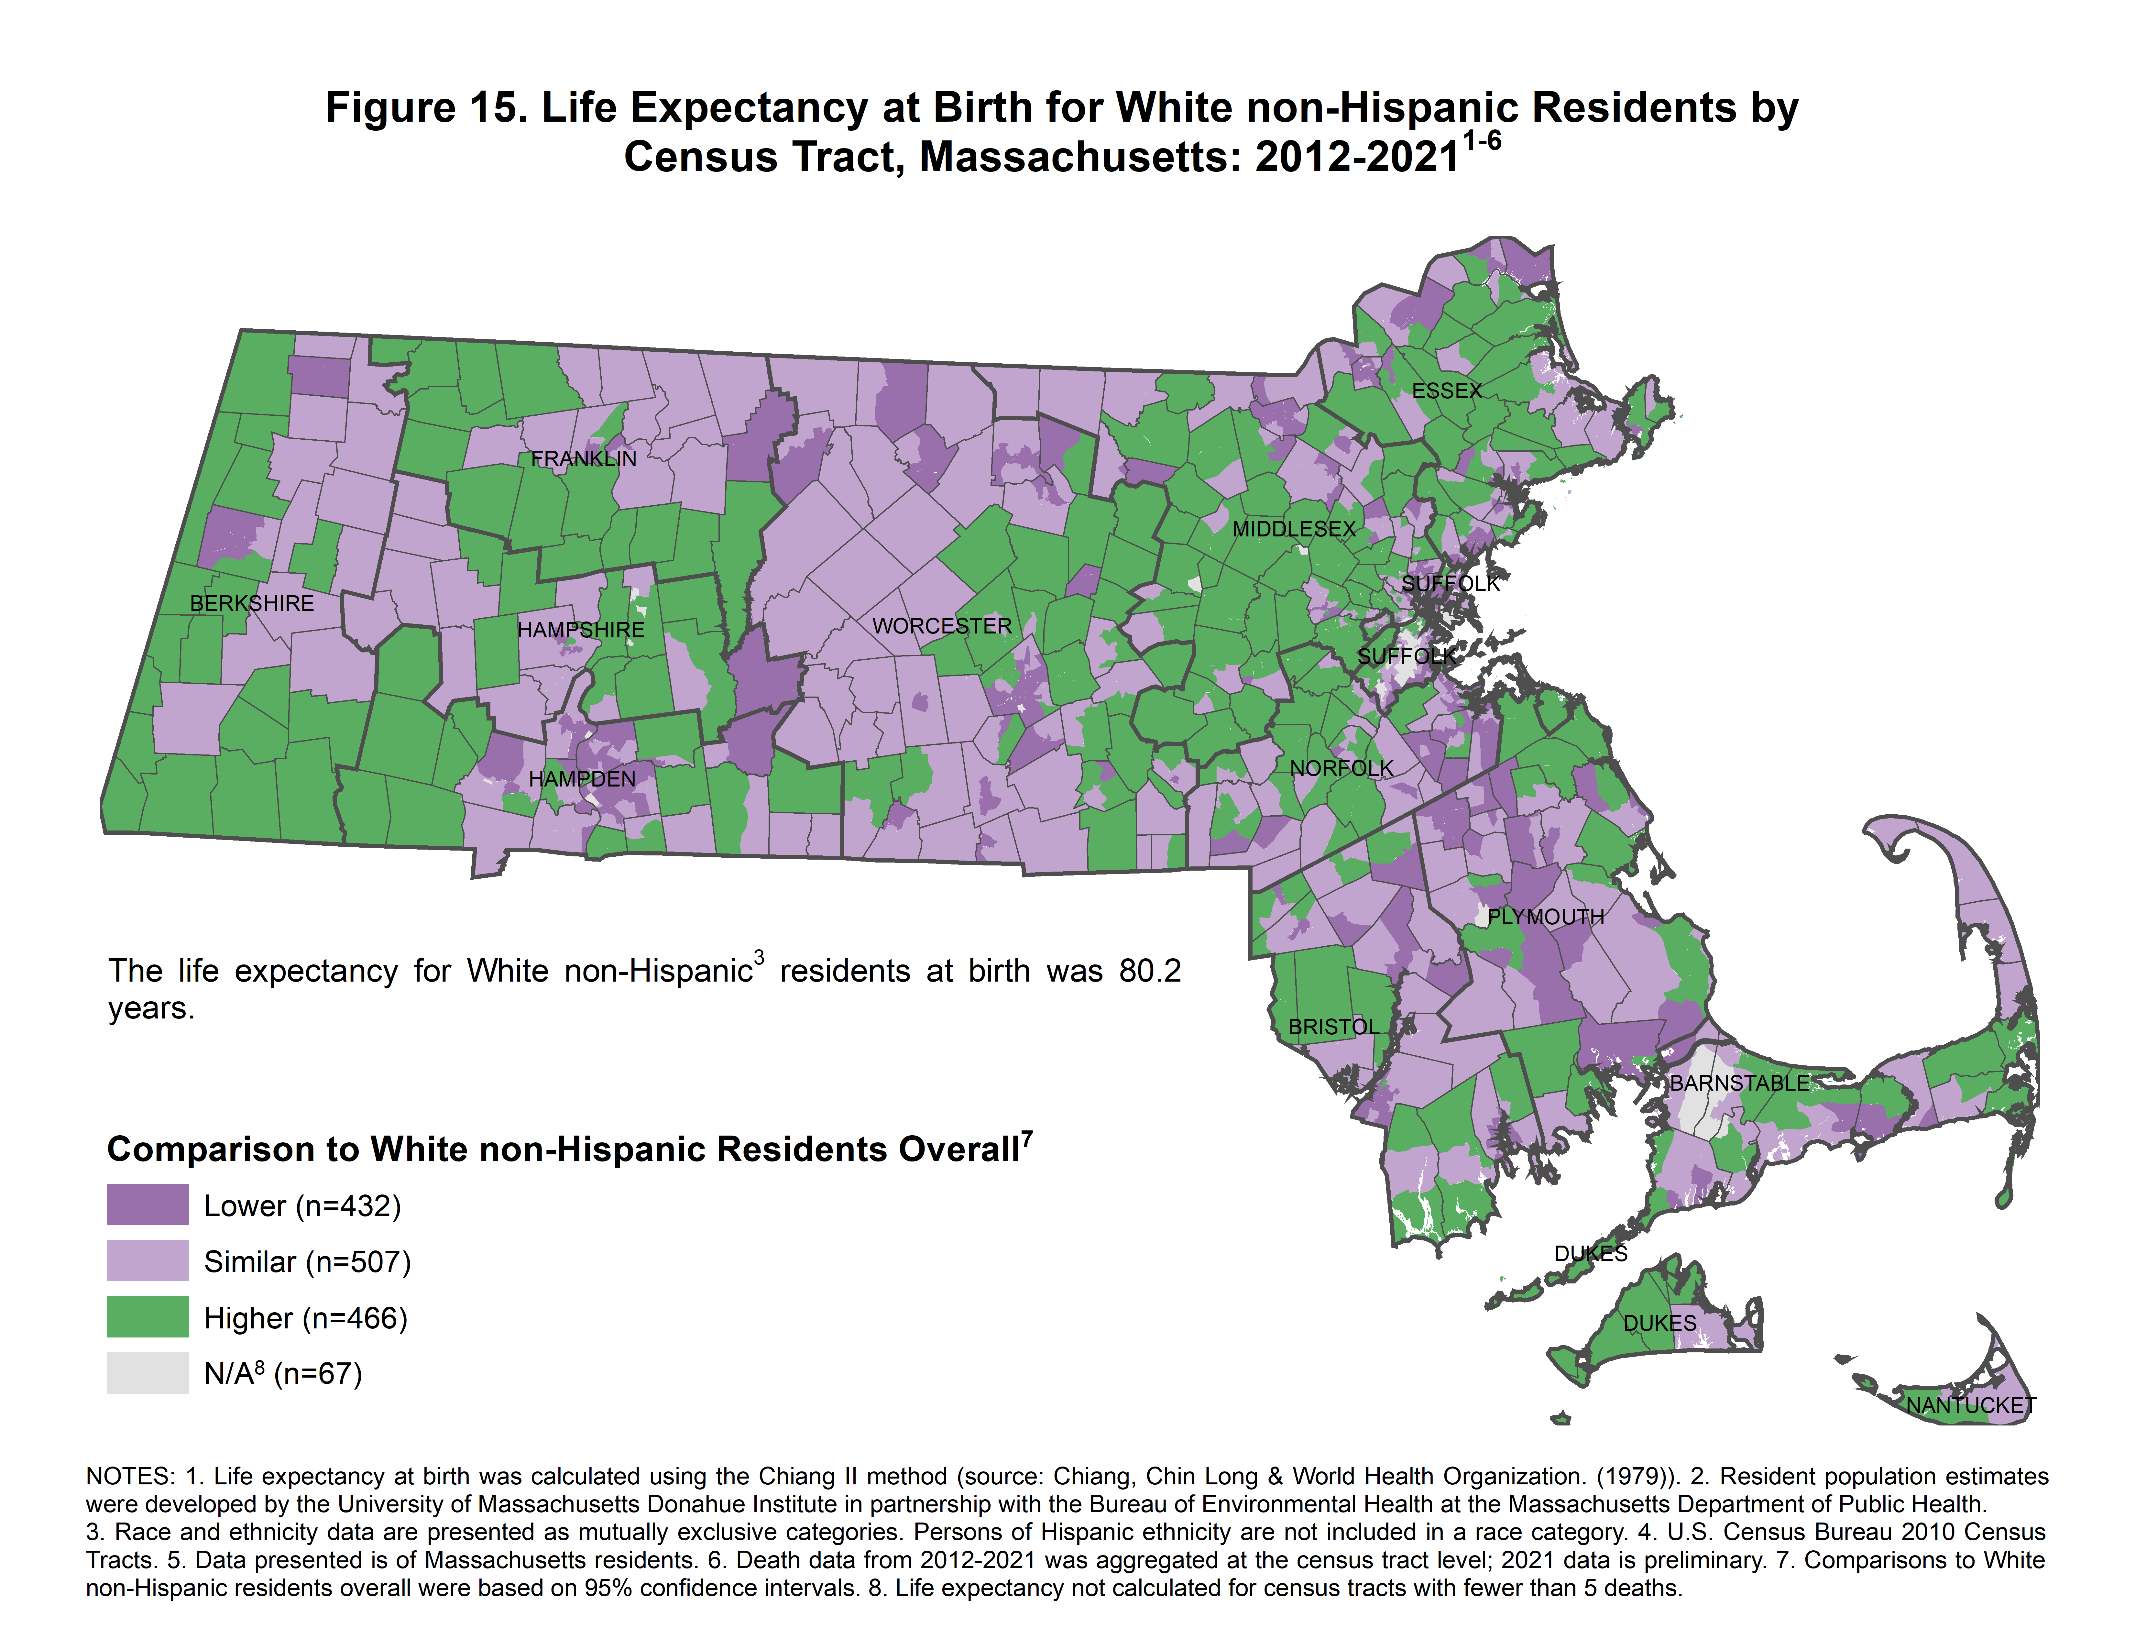 Figure 15. Life Expectancy at Birth for White non-Hispanic Residents by
Census Tract, Massachusetts: 2012-2021¹⁻⁶
ESSEX
FRANKLIN
MIDDLESEX
SUFFOLK
BERKSHIRE
HAMPSHIRE
WORCESTER
SUFFOLK
NORFOLK
HAMPDEN
PLYMOUTH
The life expectancy for White non-Hispanic³ residents at birth was 80.2
years.
BRISTOL
BARNSTABLE
Comparison to White non-Hispanic Residents Overall⁷
Lower (n=432)
Similar (n=507)
Higher (n=466)
N/A⁸ (n=67)
DUKES
DUKES
NANTUCKET
NOTES: 1. Life expectancy at birth was calculated using the Chiang II method (source: Chiang, Chin Long & World Health Organization. (1979)). 2. Resident population estimates
were developed by the University of Massachusetts Donahue Institute in partnership with the Bureau of Environmental Health at the Massachusetts Department of Public Health.
3. Race and ethnicity data are presented as mutually exclusive categories. Persons of Hispanic ethnicity are not included in a race category. 4. U.S. Census Bureau 2010 Census
Tracts. 5. Data presented is of Massachusetts residents. 6. Death data from 2012-2021 was aggregated at the census tract level; 2021 data is preliminary. 7. Comparisons to White
non-Hispanic residents overall were based on 95% confidence intervals. 8. Life expectancy not calculated for census tracts with fewer than 5 deaths.